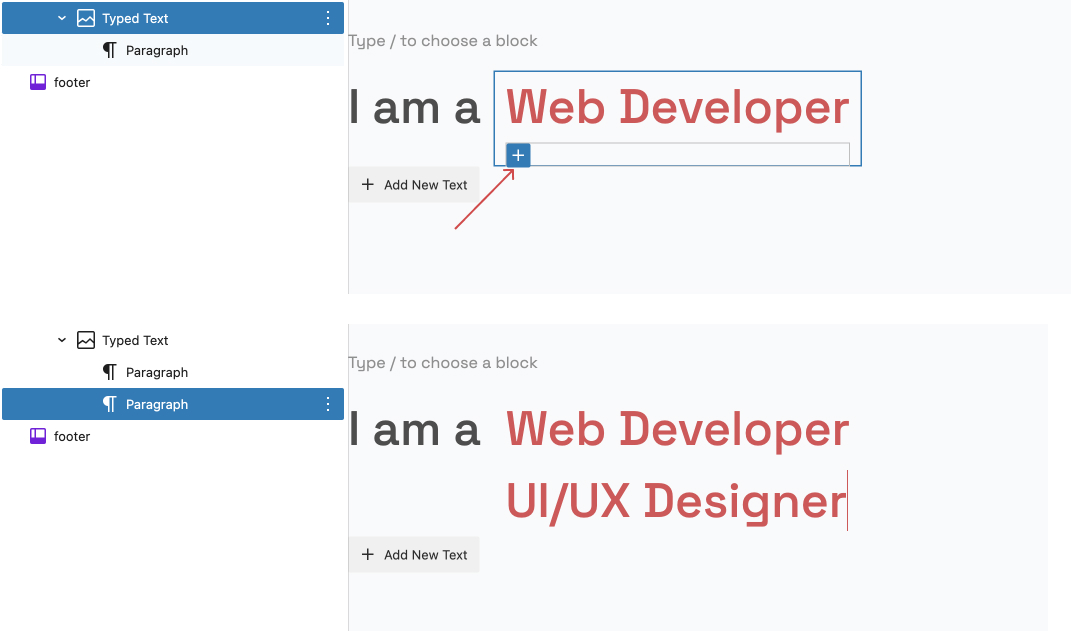 Typed Text
Paragraph
footer
Type / to choose a block
I am a Web Developer
Add New Text
Typed Text
Paragraph
Paragraph
footer
Type / to choose a block
I am a Web Developer
UI/UX Designer
Add New Text